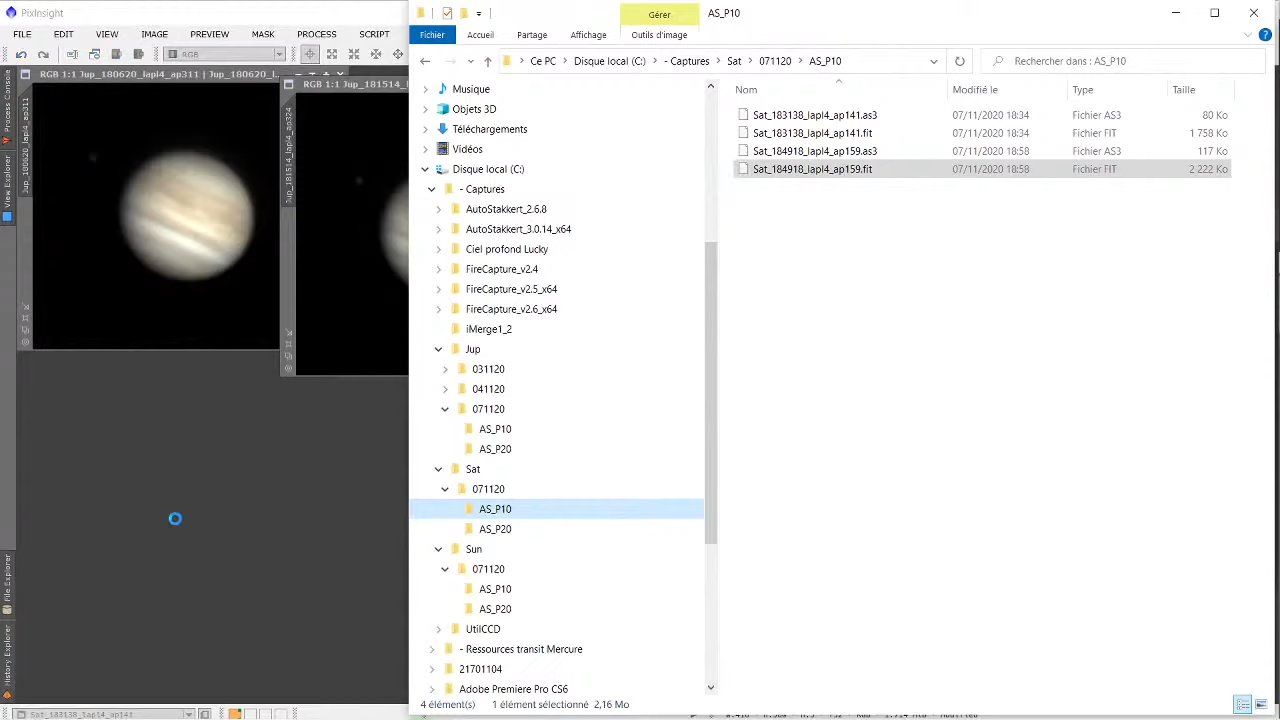 PixInsight
FILE EDIT VIEW IMAGE PREVIEW MASK PROCESS SCRIPT
RGB
RGB 1:1 Jup_180620_lapl4_ap311 | Jup_180620_l...
RGB 1:1 Jup_181514_l
Jup_180620_lapl4_ap311
Jup_181514_lapl4_ap324
Process Explorer
View Explorer
File Explorer
History Explorer
Sat_183138_lapl4_ap141
Gérer
AS_P10
Fichier Accueil Partage Affichage Outils d'image
Ce PC > Disque local (C:) > - Captures > Sat > 071120 > AS_P10
Rechercher dans : AS_P10
Musique
Objets 3D
Téléchargements
Vidéos
Disque local (C:)
- Captures
AutoStakkert_2.6.8
AutoStakkert_3.0.14_x64
Ciel profond Lucky
FireCapture_v2.4
FireCapture_v2.5_x64
FireCapture_v2.6_x64
iMerge1_2
Jup
031120
041120
071120
AS_P10
AS_P20
Sat
071120
AS_P10
AS_P20
Sun
071120
AS_P10
AS_P20
UtilCCD
- Ressources transit Mercure
21701104
Adobe Premiere Pro CS6
Nom Modifié le Type Taille
Sat_183138_lapl4_ap141.as3 07/11/2020 18:34 Fichier AS3 80 Ko
Sat_183138_lapl4_ap141.fit 07/11/2020 18:34 Fichier FIT 1 758 Ko
Sat_184918_lapl4_ap159.as3 07/11/2020 18:58 Fichier AS3 117 Ko
Sat_184918_lapl4_ap159.fit 07/11/2020 18:58 Fichier FIT 2 222 Ko
4 élément(s) 2,16 Mo